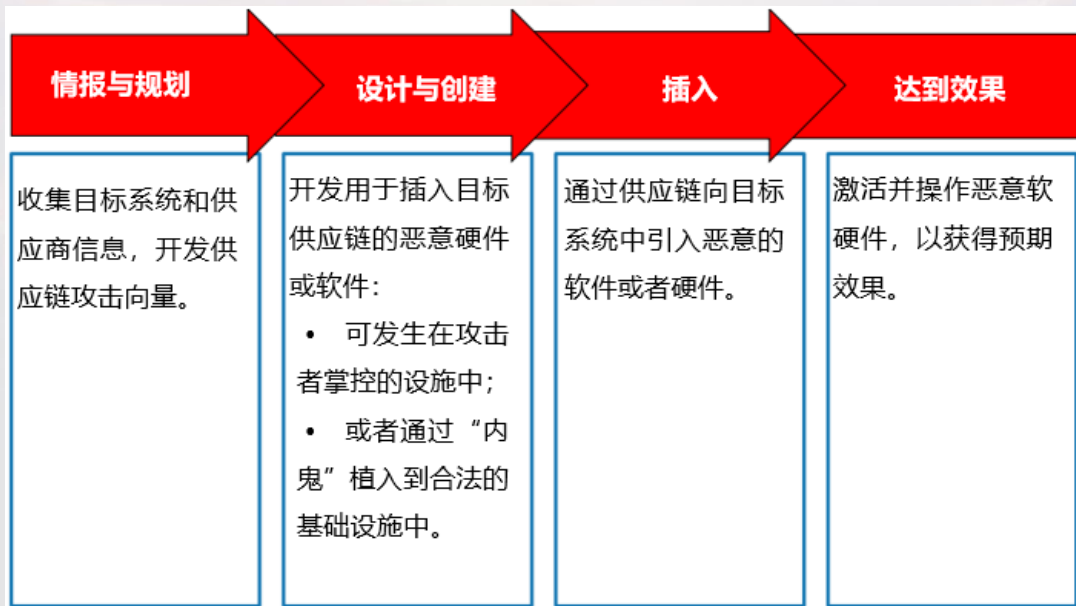 情报与规划
设计与创建
插入
达到效果
收集目标系统和供
应商信息，开发供
应链攻击向量。
开发用于插入目标
供应链的恶意硬件
或软件：
• 可发生在攻击
者掌控的设施中；
• 或者通过“内
鬼”植入到合法的
基础设施中。
通过供应链向目标
系统中引入恶意的
软件或者硬件。
激活并操作恶意软
硬件，以获得预期
效果。